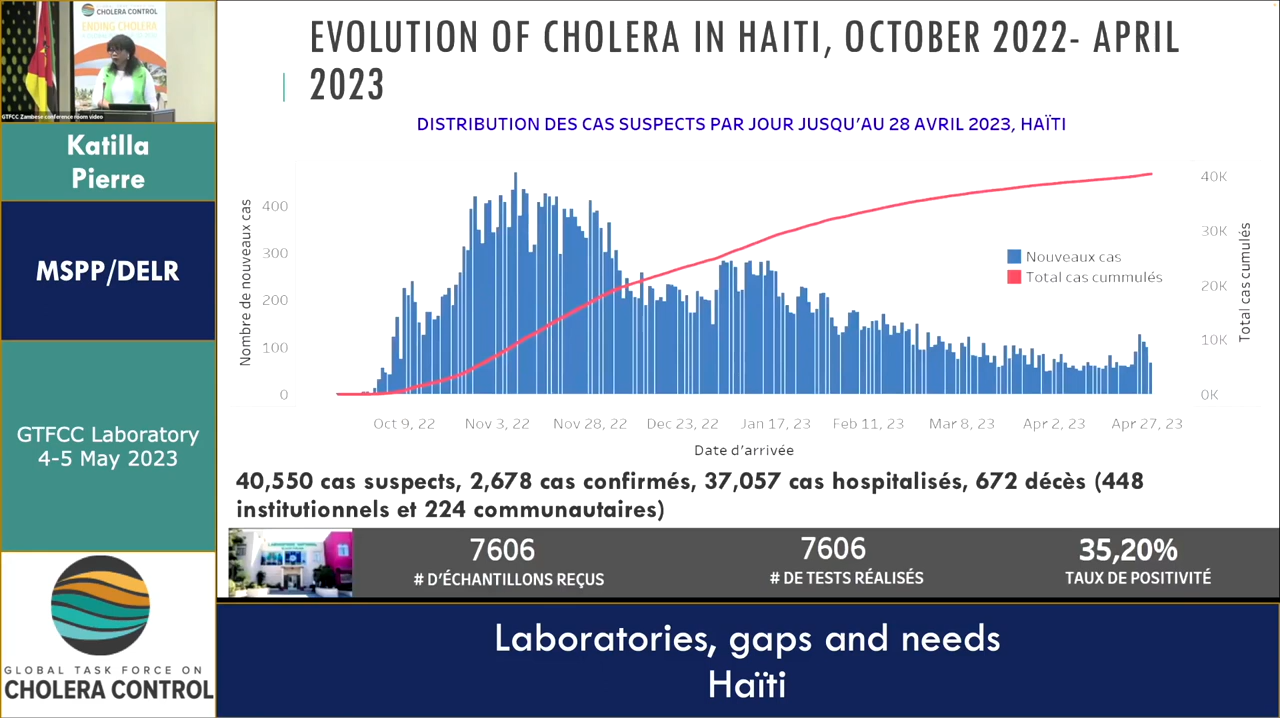 CHOLERA CONTROL
ENDING CHOLERA
GTFCC Zambese conference room video
Katilla
Pierre
MSPP/DELR
GTFCC Laboratory
4-5 May 2023
GLOBAL TASK FORCE ON
CHOLERA CONTROL
EVOLUTION OF CHOLERA IN HAITI, OCTOBER 2022- APRIL
2023
DISTRIBUTION DES CAS SUSPECTS PAR JOUR JUSQU'AU 28 AVRIL 2023, HAÏTI
Nombre de nouveaux cas
400
300
200
100
0
40K
30K
20K
10K
0K
Total cas cumulés
Nouveaux cas
Total cas cummulés
Oct 9, 22 Nov 3, 22 Nov 28, 22 Dec 23, 22 Jan 17, 23 Feb 11, 23 Mar 8, 23 Apr 2, 23 Apr 27, 23
Date d'arrivée
40,550 cas suspects, 2,678 cas confirmés, 37,057 cas hospitalisés, 672 décès (448
institutionnels et 224 communautaires)
7606 7606 35,20%
# D'ÉCHANTILLONS REÇUS # DE TESTS RÉALISÉS TAUX DE POSITIVITÉ
Laboratories, gaps and needs
Haïti